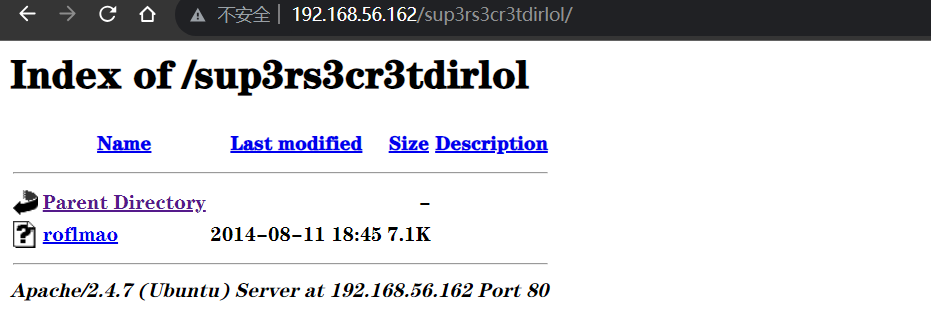 不安全 192.168.56.162/sup3rs3cr3tdirlol/
Index of /sup3rs3cr3tdirlol
Name Last modified Size Description
Parent Directory -
roflmao 2014-08-11 18:45 7.1K
Apache/2.4.7 (Ubuntu) Server at 192.168.56.162 Port 80